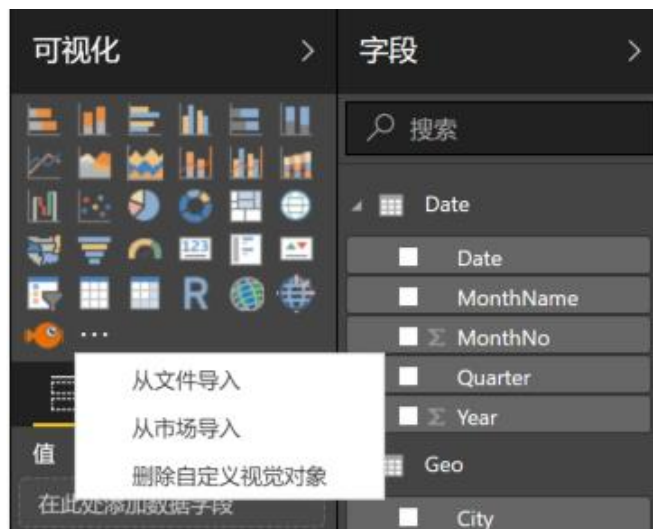 可视化
字段
搜索
123
R
Date
Date
MonthName
Σ MonthNo
Quarter
Σ Year
Geo
City
从文件导入
从市场导入
删除自定义视觉对象
值
在此处添加数据字段